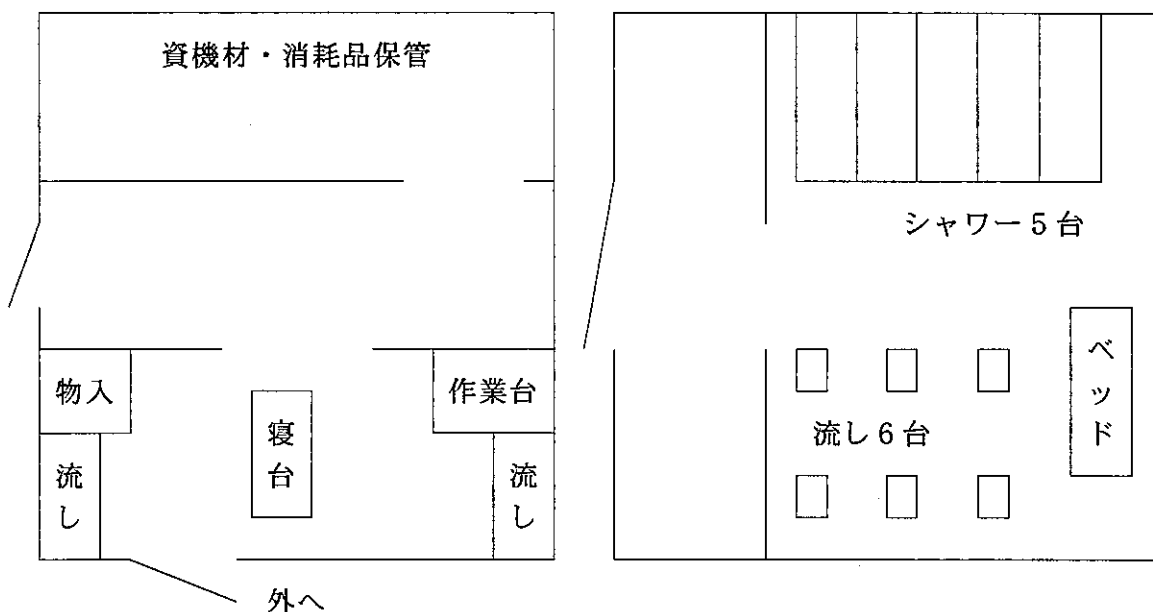 資機材・消耗品保管
物入
作業台
寝台
流し
流し
外へ
シャワー5台
ベッド
流し6台